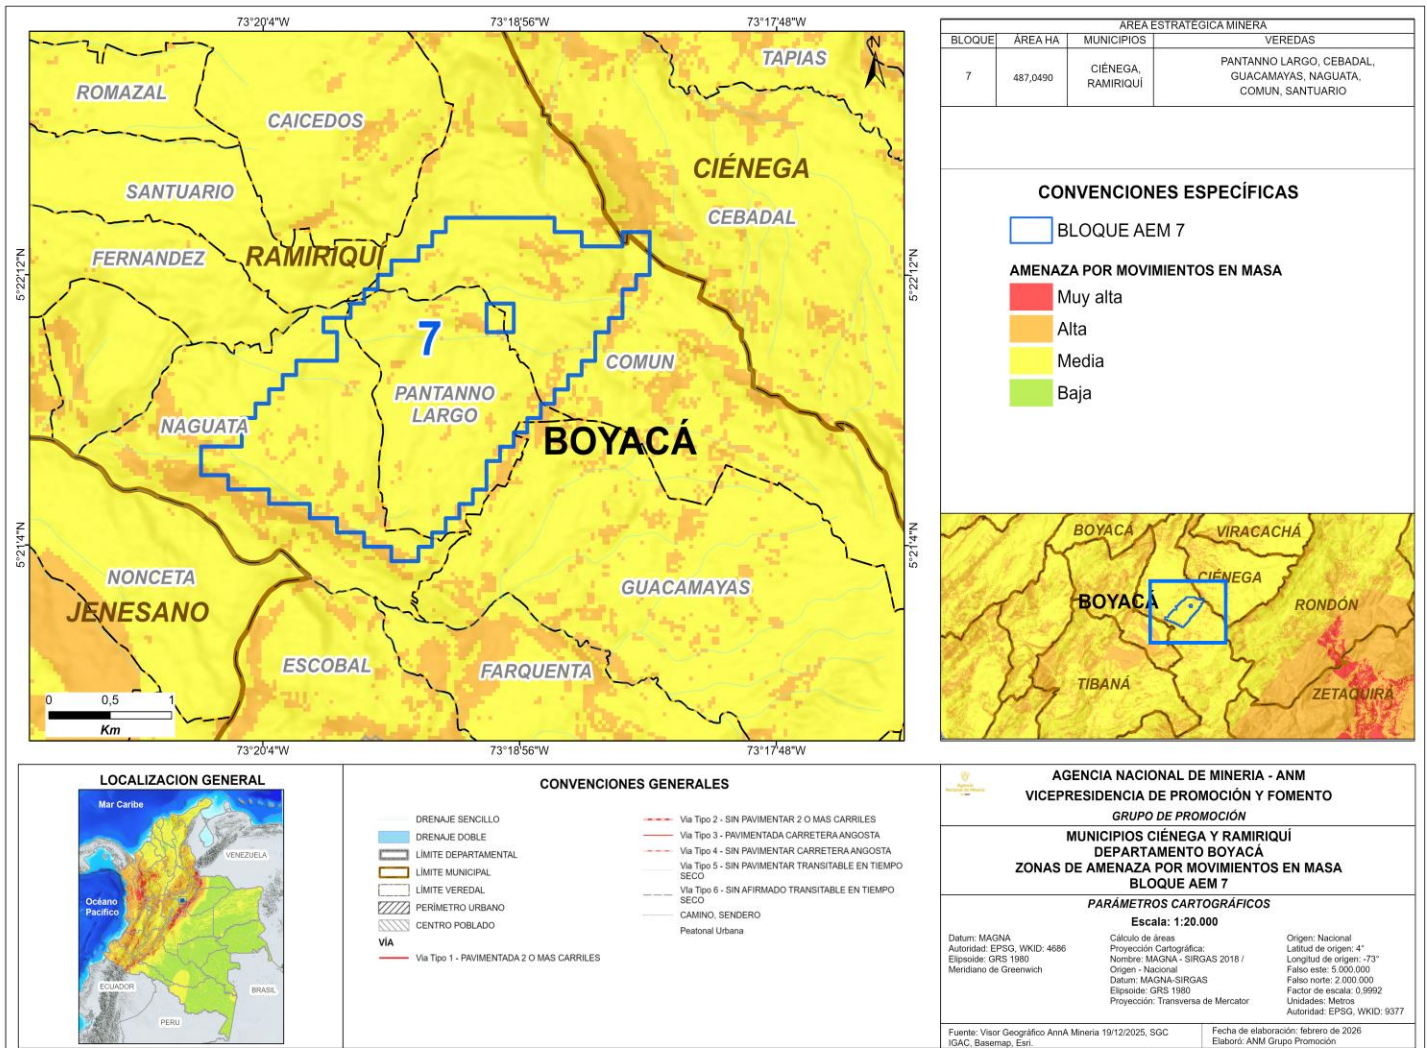 73°20'4"W
73°18'56"W
73°17'48"W
5°22'12"N
5°21'4"N
5°22'12"N
5°21'4"N
73°20'4"W
73°18'56"W
73°17'48"W
N
TAPIAS
ROMAZAL
CAICEDOS
CIÉNEGA
SANTUARIO
CEBADAL
FERNANDEZ
RAMIRIQUÍ
7
COMUN
PANTANNO
LARGO
NAGUATA
BOYACÁ
NONCETA
GUACAMAYAS
JENESANO
ESCOBAL
FARQUENTA
0 0,5 1
Km
AREA ESTRATÉGICA MINERA
BLOQUE ÁREA HA MUNICIPIOS VEREDAS
7 487,0490 CIÉNEGA,
RAMIRIQUÍ
PANTANNO LARGO, CEBADAL,
GUACAMAYAS, NAGUATA,
COMUN, SANTUARIO
CONVENCIONES ESPECÍFICAS
BLOQUE AEM 7
AMENAZA POR MOVIMIENTOS EN MASA
Muy alta
Alta
Media
Baja
BOYACÁ
VIRACACHÁ
CIÉNEGA
BOYACÁ
RONDÓN
TIBANÁ
ZETAQUIRÁ
LOCALIZACION GENERAL
Mar Caribe
VENEZUELA
Océano
Pacífico
ECUADOR
BRASIL
PERU
CONVENCIONES GENERALES
DRENAJE SENCILLO
DRENAJE DOBLE
LÍMITE DEPARTAMENTAL
LÍMITE MUNICIPAL
LÍMITE VEREDAL
PERÍMETRO URBANO
CENTRO POBLADO
VÍA
Via Tipo 1 - PAVIMENTADA 2 O MAS CARRILES
Via Tipo 2 - SIN PAVIMENTAR 2 O MAS CARRILES
Via Tipo 3 - PAVIMENTADA CARRETERA ANGOSTA
Via Tipo 4 - SIN PAVIMENTAR CARRETERA ANGOSTA
Via Tipo 5 - SIN PAVIMENTAR TRANSITABLE EN TIEMPO
SECO
VIa Tipo 6 - SIN AFIRMADO TRANSITABLE EN TIEMPO
SECO
CAMINO, SENDERO
Peatonal Urbana
AGENCIA NACIONAL DE MINERIA - ANM
VICEPRESIDENCIA DE PROMOCIÓN Y FOMENTO
GRUPO DE PROMOCIÓN
MUNICIPIOS CIÉNEGA Y RAMIRIQUÍ
DEPARTAMENTO BOYACÁ
ZONAS DE AMENAZA POR MOVIMIENTOS EN MASA
BLOQUE AEM 7
PARÁMETROS CARTOGRÁFICOS
Escala: 1:20.000
Datum: MAGNA
Autoridad: EPSG, WKID: 4686
Elipsoide: GRS 1980
Meridiano de Greenwich
Cálculo de áreas
Proyección Cartográfica:
Nombre: MAGNA - SIRGAS 2018 /
Origen - Nacional
Datum: MAGNA-SIRGAS
Elipsoide: GRS 1980
Proyección: Transversa de Mercator
Origen: Nacional
Latitud de origen: 4°
Longitud de origen: -73°
Falso este: 5.000.000
Falso norte: 2.000.000
Factor de escala: 0,9992
Unidades: Metros
Autoridad: EPSG, WKID: 9377
Fuente: Visor Geográfico AnnA Mineria 19/12/2025, SGC
IGAC, Basemap, Esri.
Fecha de elaboración: febrero de 2026
Elaboró: ANM Grupo Promoción